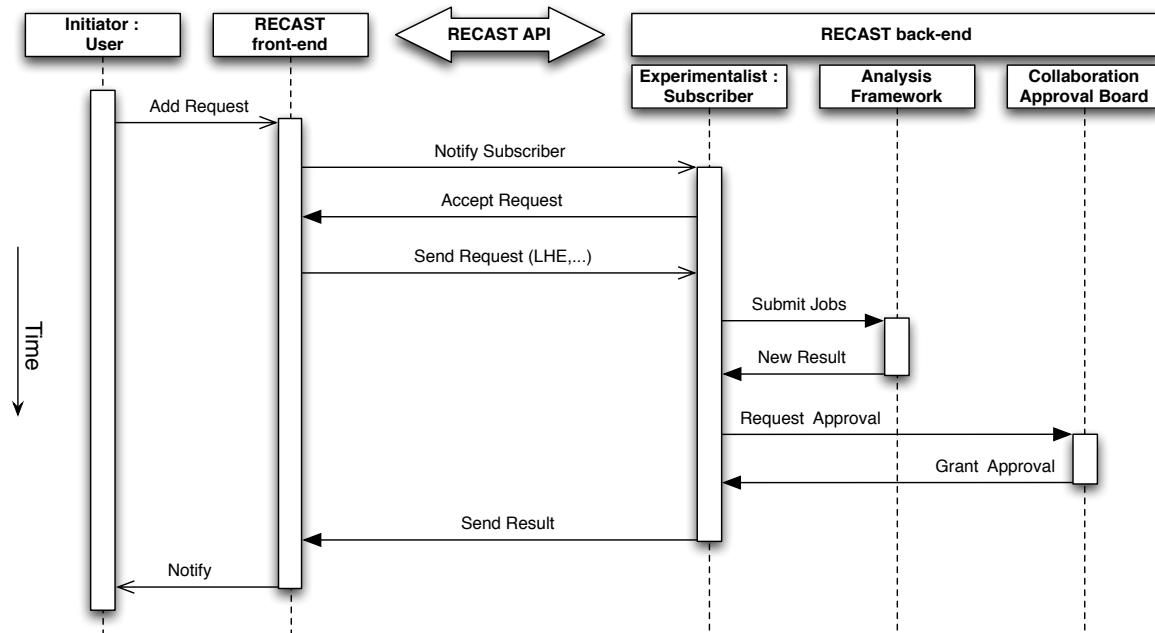 Initiator :
User
RECAST
front-end
RECAST API
RECAST back-end
Experimentalist :
Subscriber
Analysis
Framework
Collaboration
Approval Board
Add Request
Notify Subscriber
Accept Request
Send Request (LHE,...)
Submit Jobs
New Result
Time
Request Approval
Grant Approval
Send Result
Notify